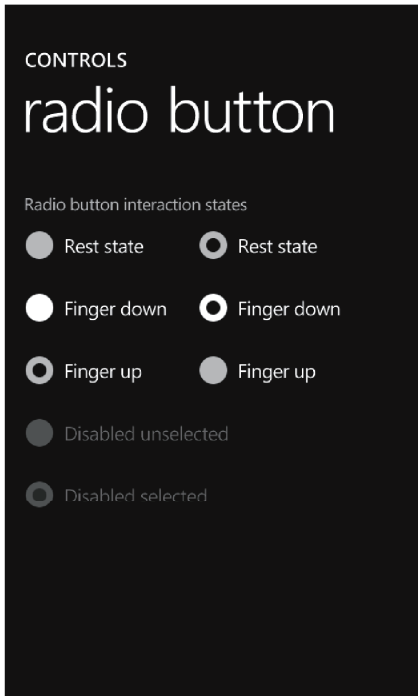 CONTROLS
radio button
Radio button interaction states
Rest state Rest state
Finger down Finger down
Finger up Finger up
Disabled unselected
Disabled selected